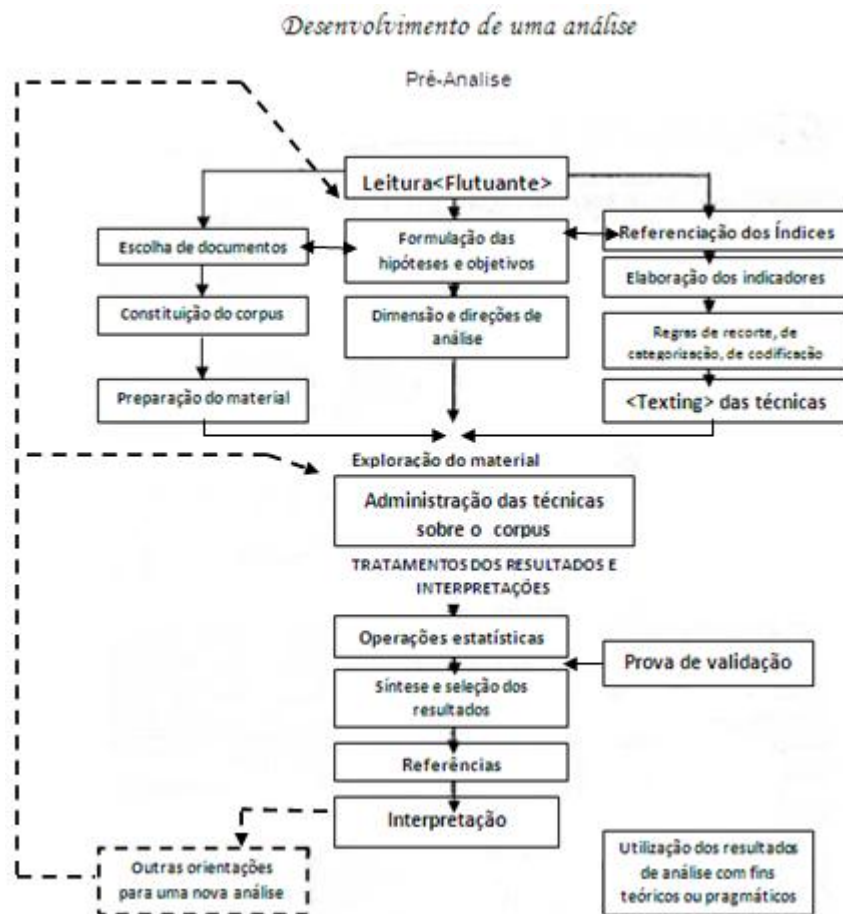 Desenvolvimento de uma análise
Pré-Analise
Leitura<Flutuante>
Escolha de documentos
Formulação das
hipóteses e objetivos
Referenciação dos Índices
Elaboração dos indicadores
Constituição do corpus
Dimensão e direções de
análise
Regras de recorte, de
categorização, de codificação
Preparação do material
<Texting> das técnicas
Exploração do material
Administração das técnicas
sobre o corpus
TRATAMENTOS DOS RESULTADOS E
INTERPRETAÇÕES
Operações estatísticas
Prova de validação
Síntese e seleção dos
resultados
Referências
Interpretação
Outras orientações
para uma nova análise
Utilização dos resultados
de análise com fins
teóricos ou pragmáticos